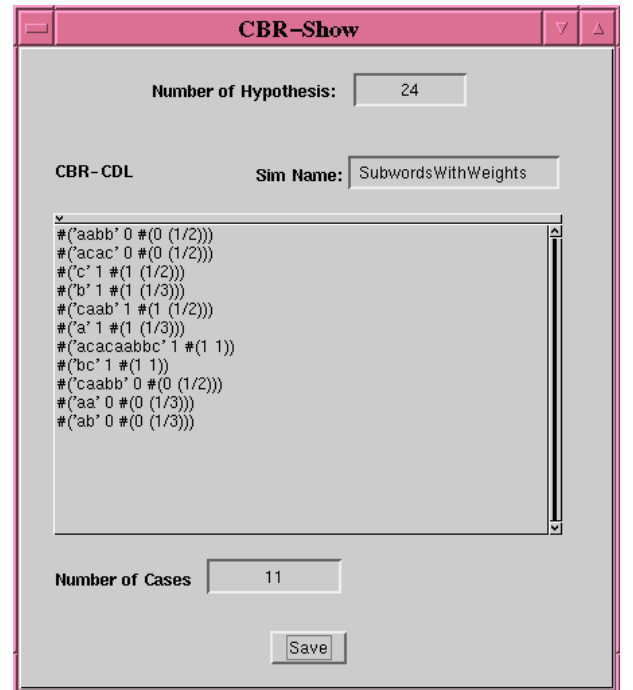 CBR-Show
Number of Hypothesis: 24
CBR-CDL Sim Name: SubwordsWithWeights
#('aabb' 0 #(0 (1/2)))
#('acac' 0 #(0 (1/2)))
#('c' 1 #(1 (1/2)))
#('b' 1 #(1 (1/3)))
#('caab' 1 #(1 (1/2)))
#('a' 1 #(1 (1/3)))
#('acacaabbc' 1 #(1 1))
#('bc' 1 #(1 1))
#('caabb' 0 #(0 (1/2)))
#('aa' 0 #(0 (1/3)))
#('ab' 0 #(0 (1/3)))
Number of Cases 11
Save